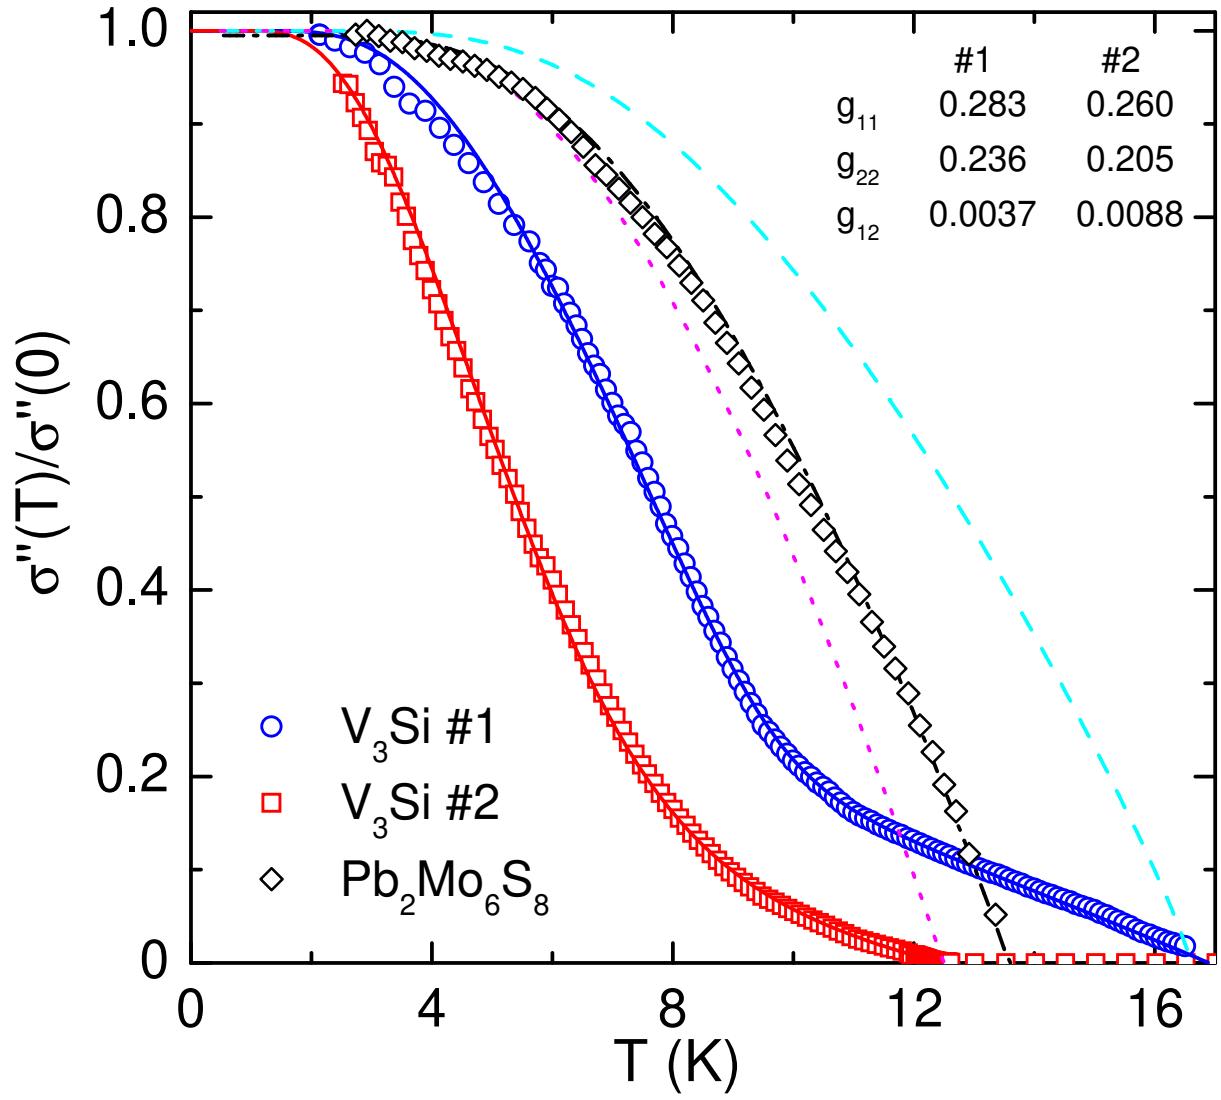 1.0
0.8
0.6
0.4
0.2
0
σ"(T)/σ"(0)
#1 #2
g₁₁ 0.283 0.260
g₂₂ 0.236 0.205
g₁₂ 0.0037 0.0088
V₃Si #1
V₃Si #2
Pb₂Mo₆S₈
0 4 8 12 16
T (K)